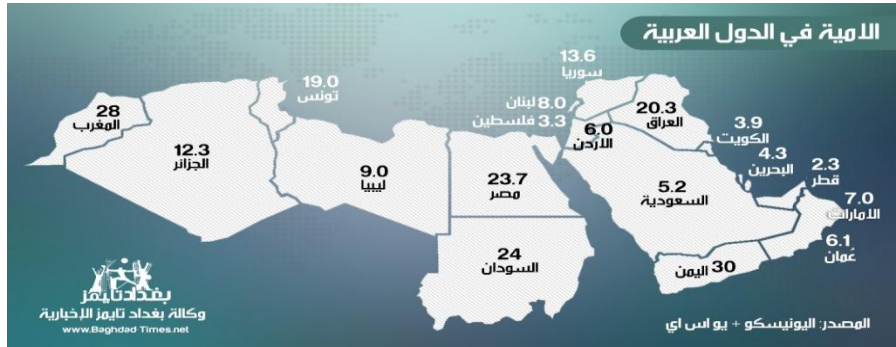 الامية في الدول العربية
13.6
سوريا
19.0
تونس
8.0 لبنان
3.3 فلسطين
20.3
العراق
28
المغرب
6.0
الأردن
3.9
الكويت
12.3
الجزائر
4.3
البحرين
2.3
قطر
9.0
ليبيا
23.7
مصر
5.2
السعودية
7.0
الامارات
6.1
عُمان
24
السودان
30 اليمن
بغداد تايمز
وكالة بغداد تايمز الإخبارية
www.Baghdad-Times.net
المصدر: اليونيسكو + يو اس اي